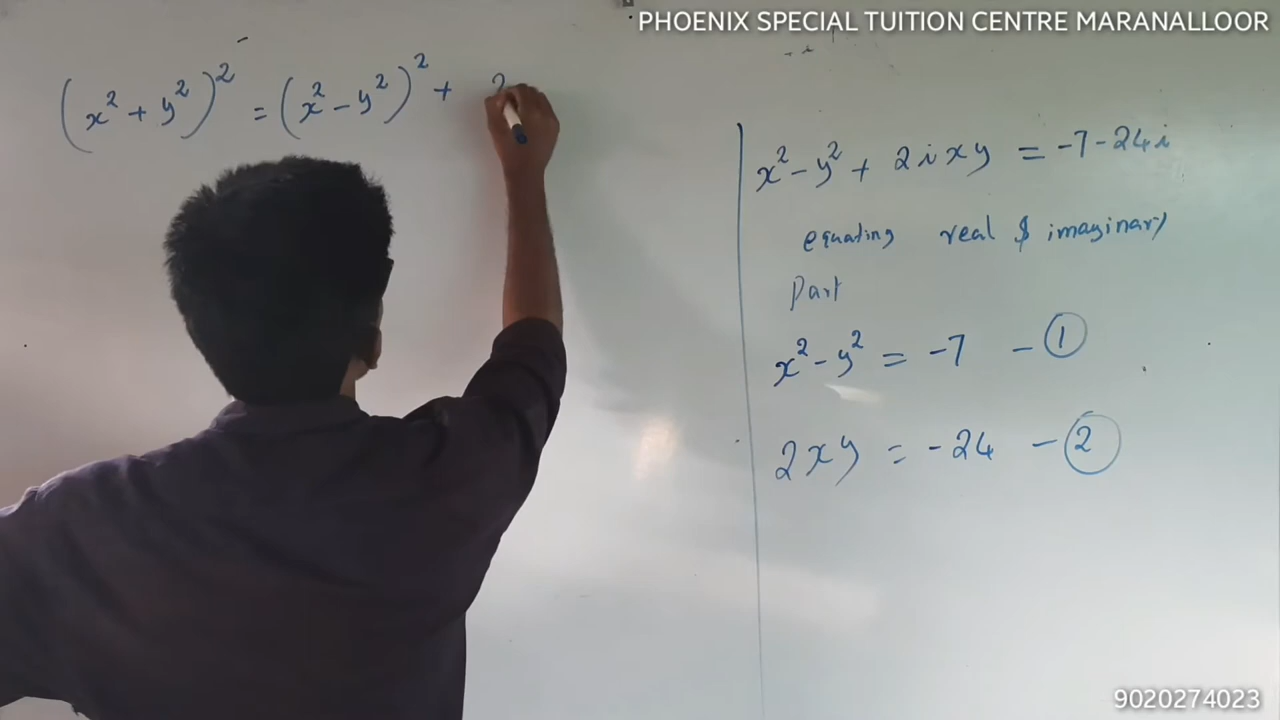 PHOENIX SPECIAL TUITION CENTRE MARANALLOOR
(x² + y²)² = (x² - y²)² + 2
x² - y² + 2ixy = -7 - 24i
equating real & imaginary
Part
x² - y² = -7 - ①
2xy = -24 - ②
9020274023